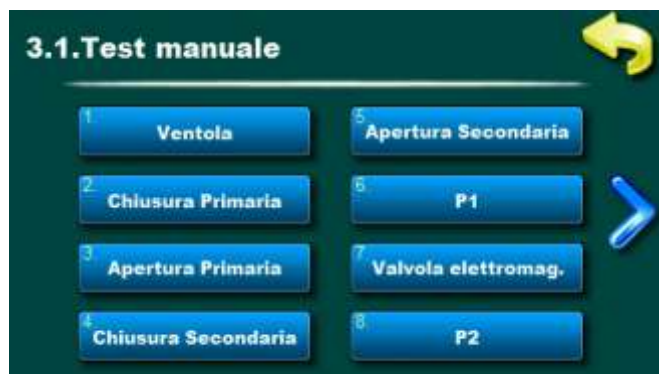 3.1.Test manuale
1. Ventola
2. Chiusura Primaria
3. Apertura Primaria
4. Chiusura Secondaria
5. Apertura Secondaria
6. P1
7. Valvola elettromag.
8. P2